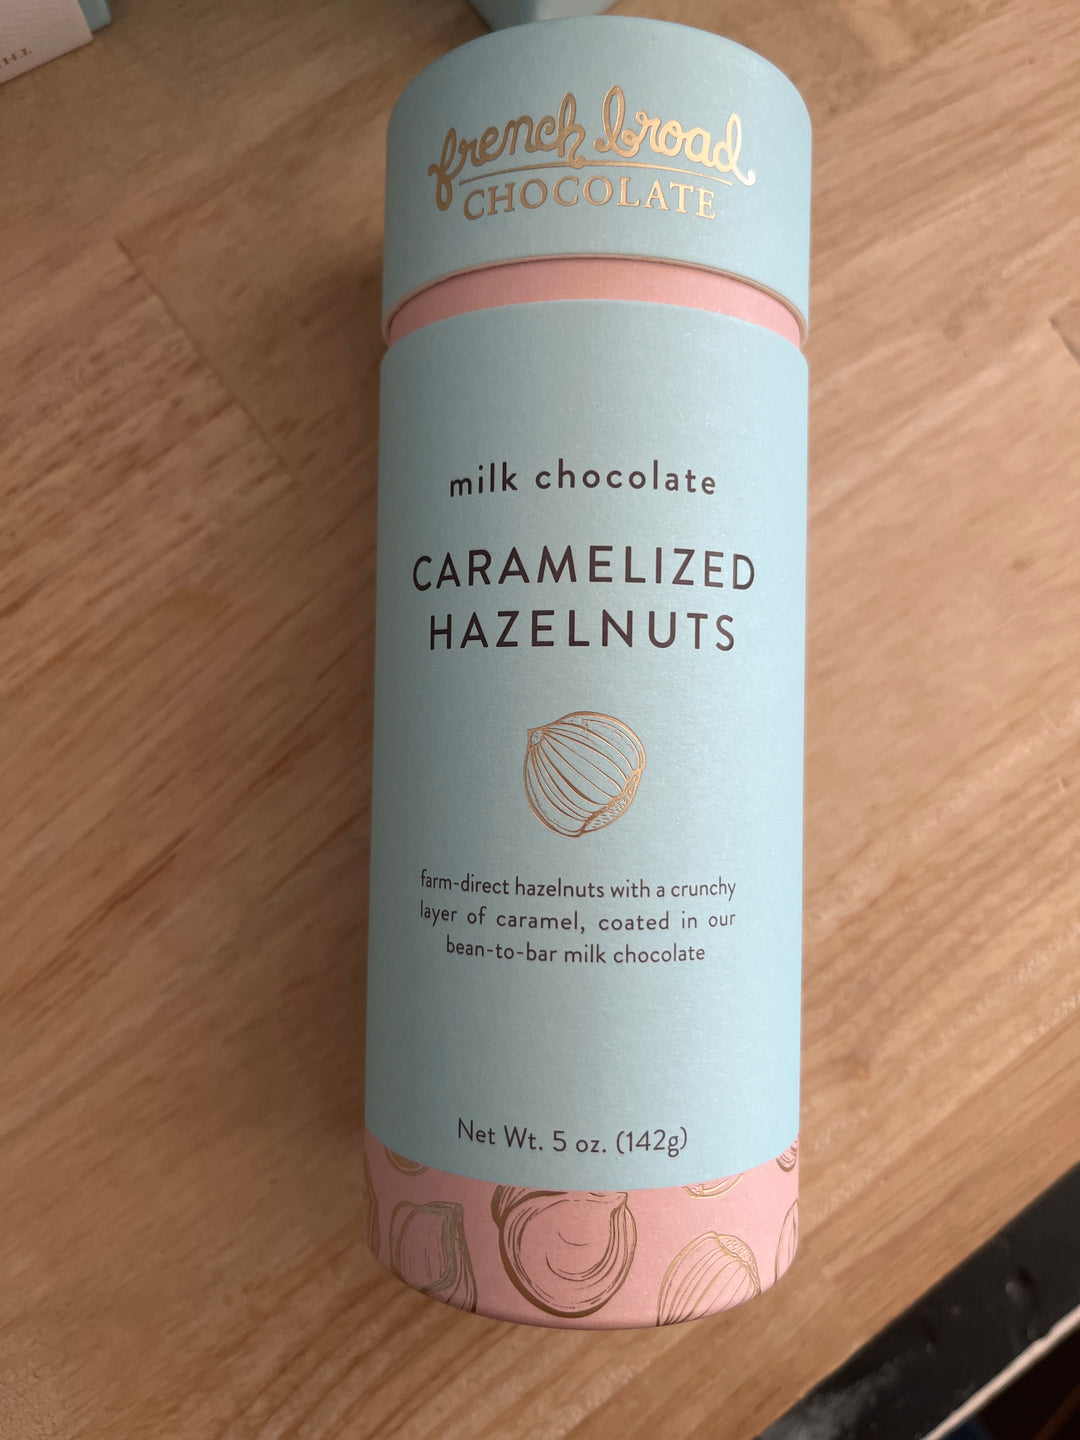 french broad
CHOCOLATE
milk chocolate
CARAMELIZED
HAZELNUTS
farm-direct hazelnuts with a crunchy
layer of caramel, coated in our
bean-to-bar milk chocolate
Net Wt. 5 oz. (142g)